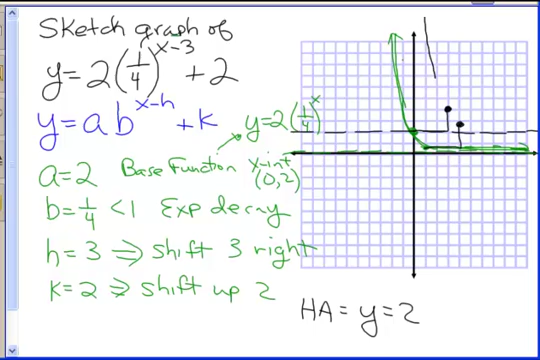 Sketch graph of
y = 2(1/4)^(x-3) + 2
y = ab^(x-h) + k
y = 2(1/4)^x
a = 2
Base Function
x-int
(0,2)
b = 1/4 < 1 Exp decay
h = 3 ⇒ shift 3 right
k = 2 ⇒ shift up 2
HA = y = 2